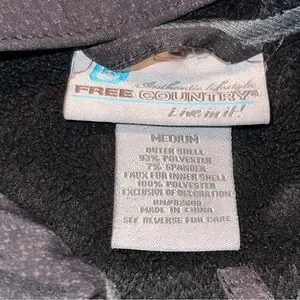 Authentic Lifestyle
FREE COUNTRY®
Live in it!
MEDIUM
OUTER SHELL
93% POLYESTER
7% SPANDEX
FAUX FUR INNER SHELL
100% POLYESTER
EXCLUSIVE OF DECORATION
MADE IN CHINA
SEE REVERSE FOR CARE